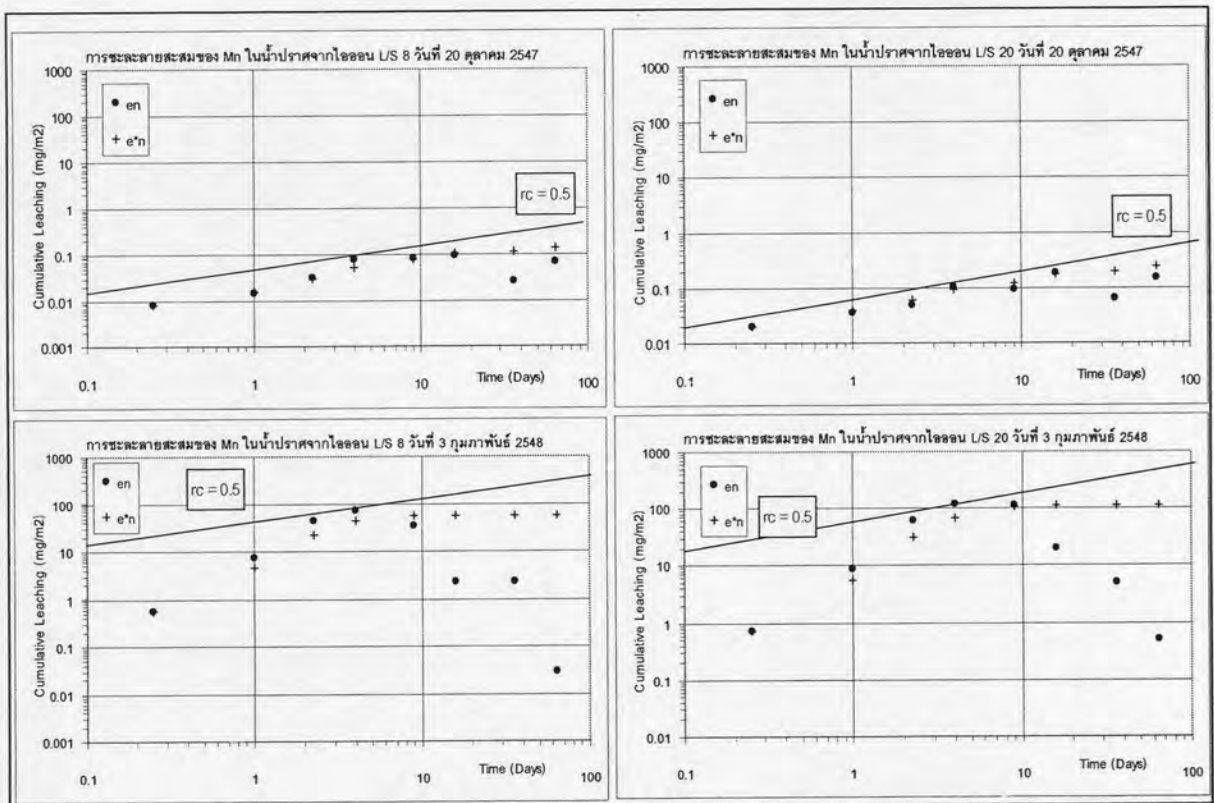 การชะละลายสะสมของ Mn ในน้ำปราศจากไอออน L/S 8 วันที่ 20 ตุลาคม 2547
1000
100
10
1
0.1
0.01
0.001
Cumulative Leaching (mg/m2)
en
e*n
rc = 0.5
0.1
1
10
100
Time (Days)
การชะละลายสะสมของ Mn ในน้ำปราศจากไอออน L/S 20 วันที่ 20 ตุลาคม 2547
1000
100
10
1
0.1
0.01
Cumulative Leaching (mg/m2)
en
e*n
rc = 0.5
0.1
1
10
100
Time (Days)
การชะละลายสะสมของ Mn ในน้ำปราศจากไอออน L/S 8 วันที่ 3 กุมภาพันธ์ 2548
1000
100
10
1
0.1
0.01
0.001
Cumulative Leaching (mg/m2)
en
e*n
rc = 0.5
0.1
1
10
100
Time (Days)
การชะละลายสะสมของ Mn ในน้ำปราศจากไอออน L/S 20 วันที่ 3 กุมภาพันธ์ 2548
1000
100
10
1
0.1
0.01
Cumulative Leaching (mg/m2)
en
e*n
rc = 0.5
0.1
1
10
100
Time (Days)